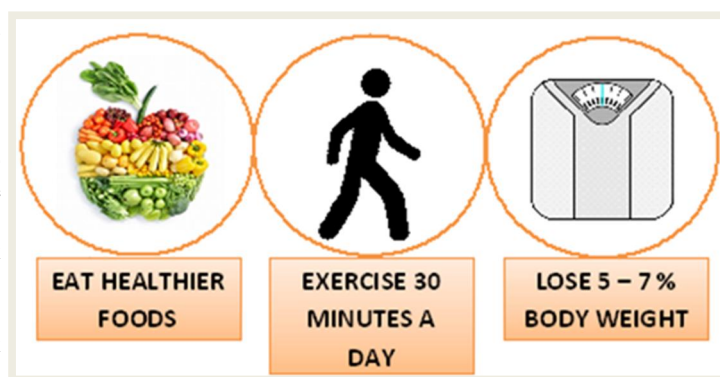 EAT HEALTHIER
FOODS
EXERCISE 30
MINUTES A
DAY
LOSE 5 – 7 %
BODY WEIGHT